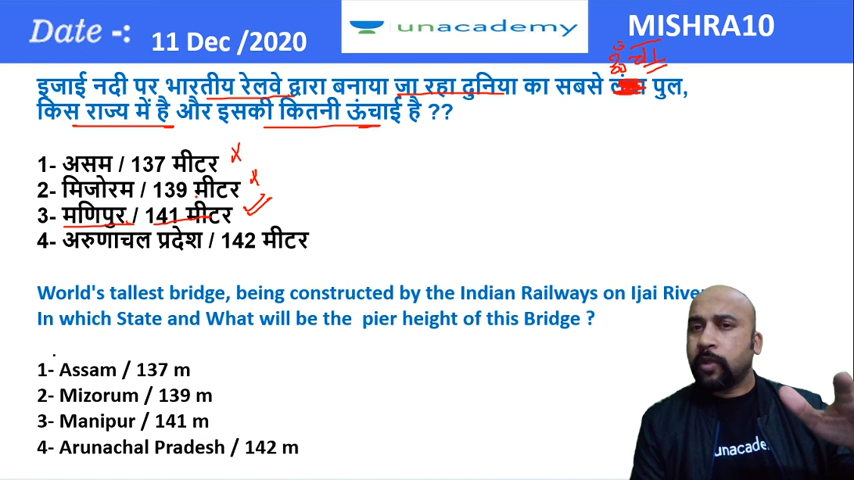 Date -: 11 Dec /2020
unacademy
MISHRA10
इजाई नदी पर भारतीय रेलवे द्वारा बनाया जा रहा दुनिया का सबसे ऊँचा पुल,
किस राज्य में है और इसकी कितनी ऊंचाई है ??
1- असम / 137 मीटर
2- मिजोरम / 139 मीटर
3- मणिपुर / 141 मीटर
4- अरुणाचल प्रदेश / 142 मीटर
World's tallest bridge, being constructed by the Indian Railways on Ijai River
In which State and What will be the pier height of this Bridge ?
1- Assam / 137 m
2- Mizorum / 139 m
3- Manipur / 141 m
4- Arunachal Pradesh / 142 m
unacade